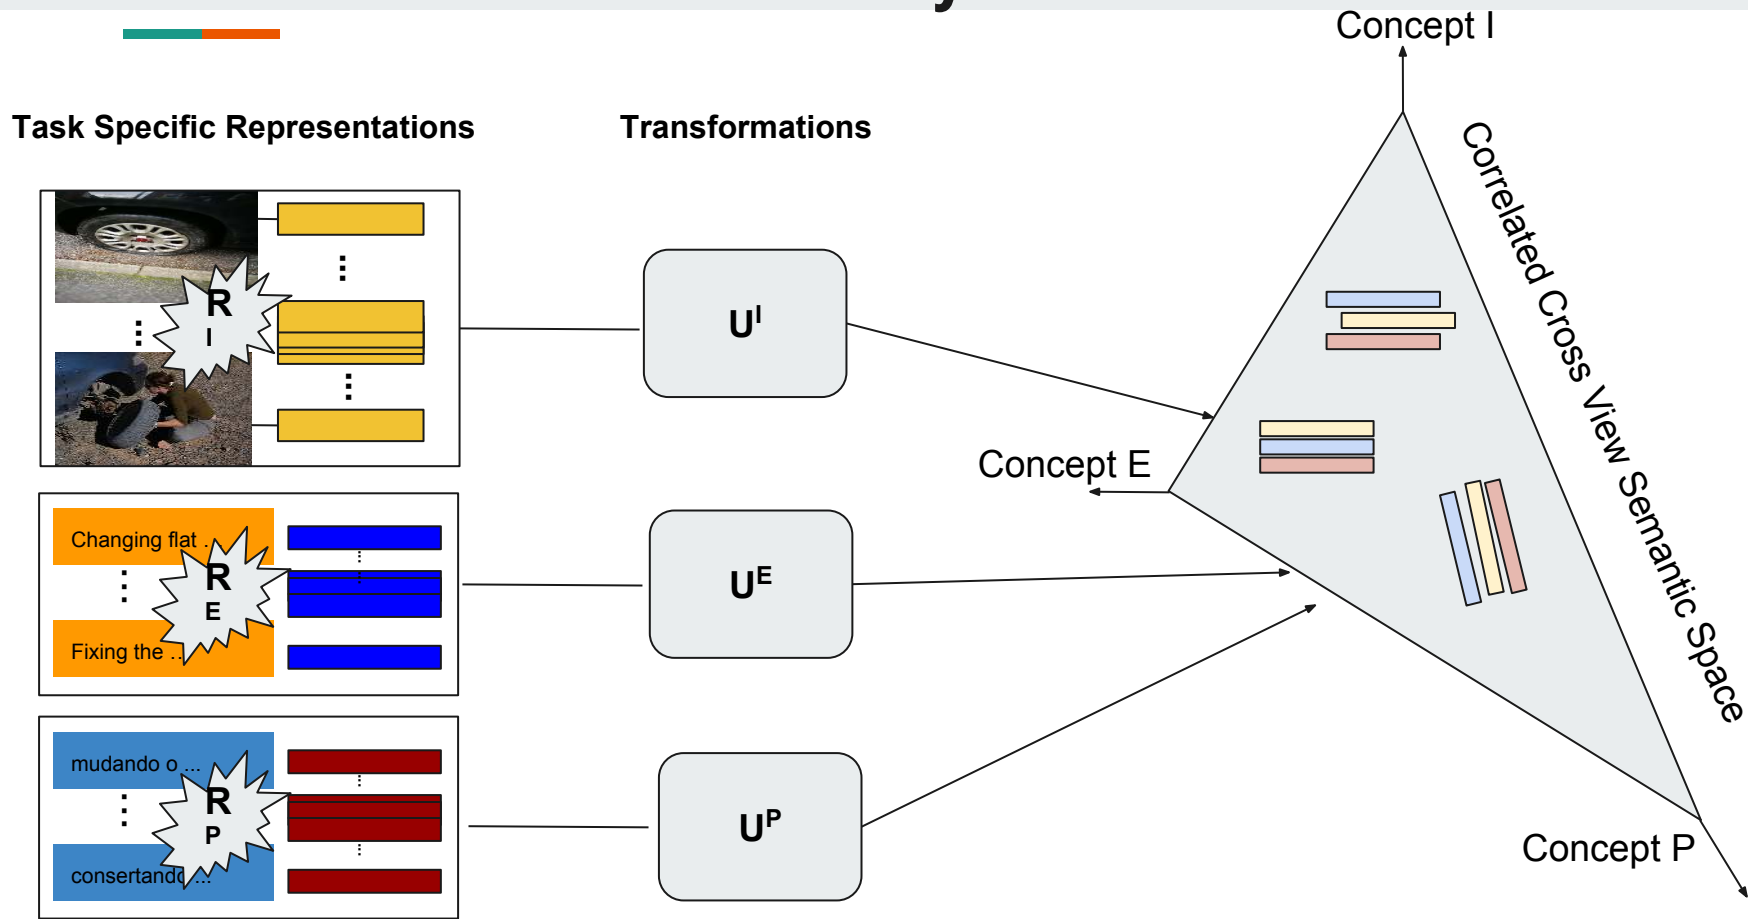 Concept I
Task Specific Representations
Transformations
Correlated Cross View Semantic Space
R
I
U^I
Concept E
Changing flat ...
R
E
Fixing the ...
U^E
mudando o ...
R
P
consertando ...
U^P
Concept P